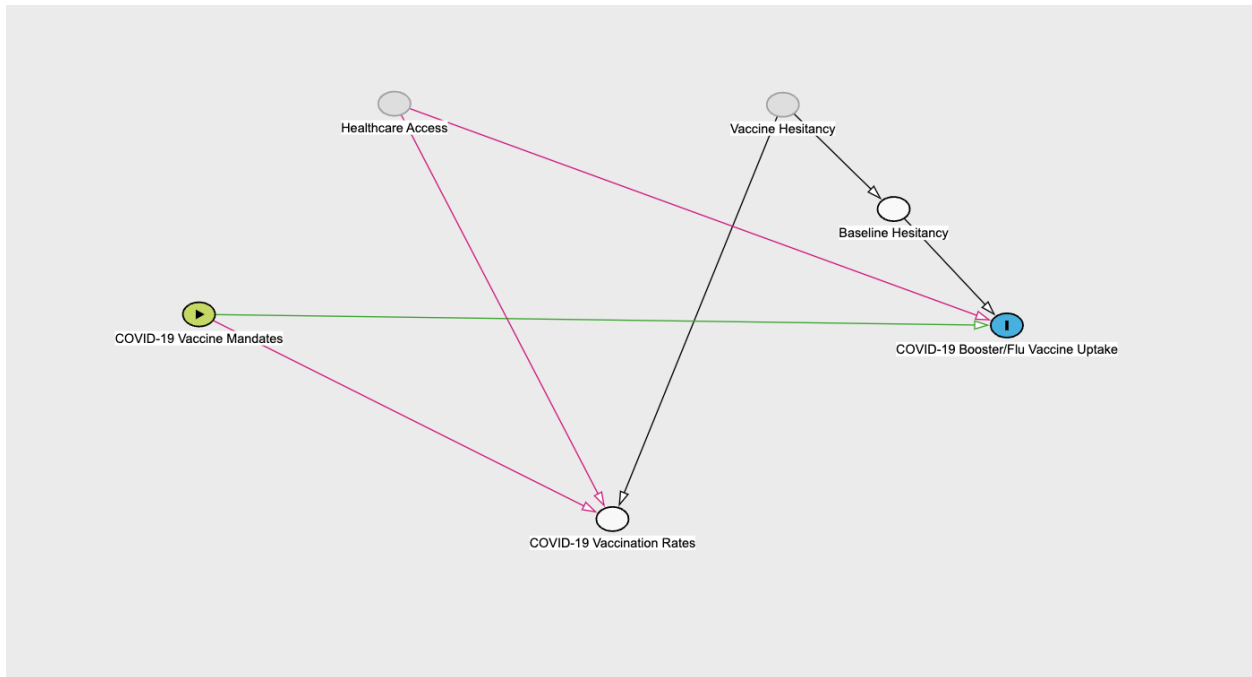 Healthcare Access
Vaccine Hesitancy
Baseline Hesitancy
COVID-19 Vaccine Mandates
COVID-19 Booster/Flu Vaccine Uptake
COVID-19 Vaccination Rates